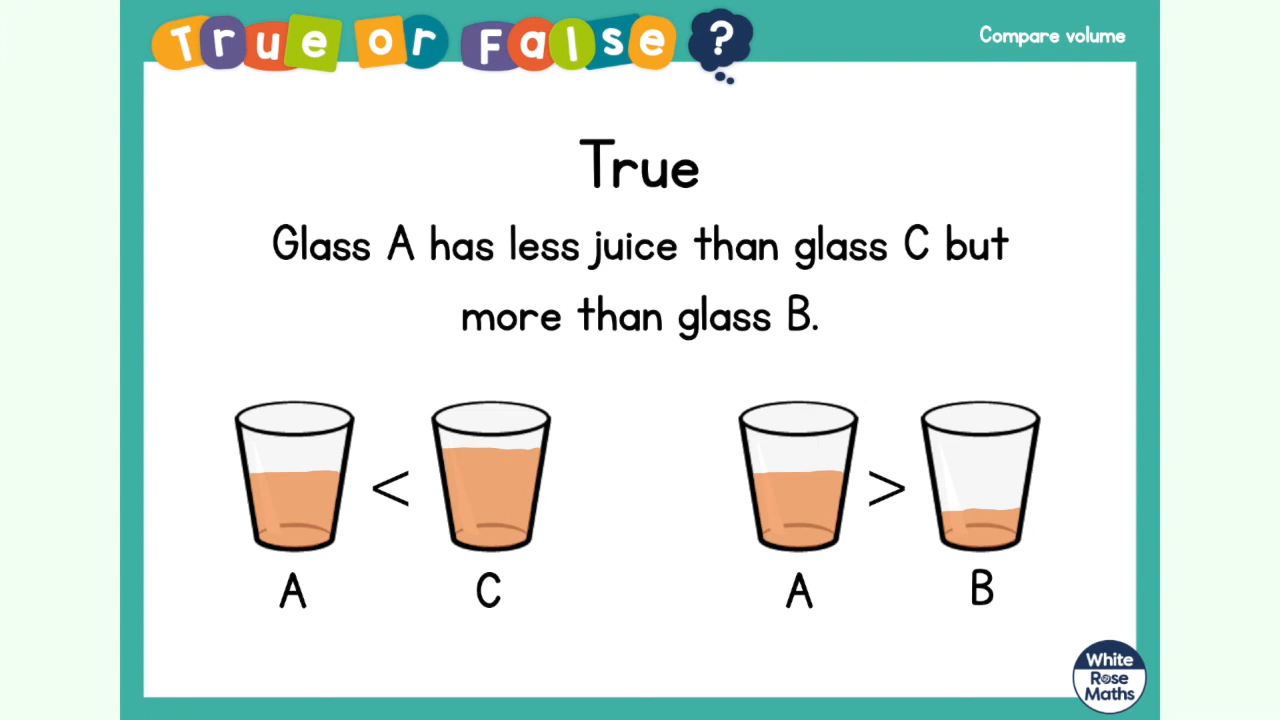 True or False ?
Compare volume
True
Glass A has less juice than glass C but
more than glass B.
< >
A C A B
White
Rose
Maths